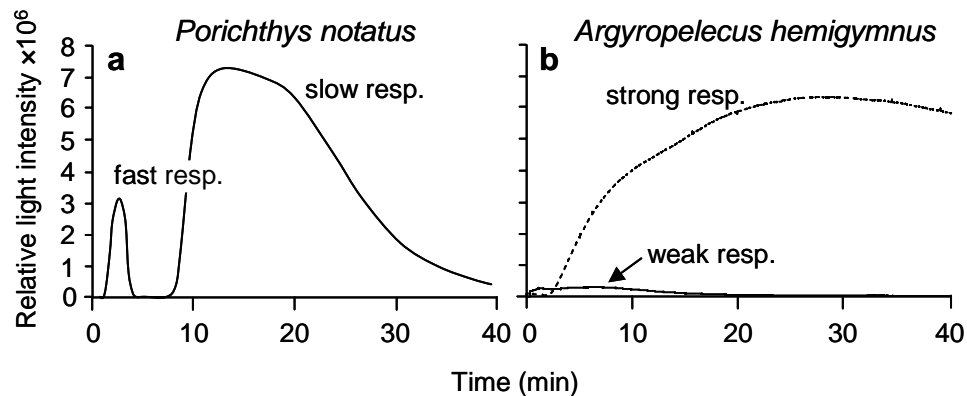 Porichthys notatus
Argyropelecus hemigymnus
Relative light intensity ×10⁶
a
8
7
6
5
4
3
2
1
0
slow resp.
fast resp.
0 10 20 30 40
b
strong resp.
weak resp.
0 10 20 30 40
Time (min)